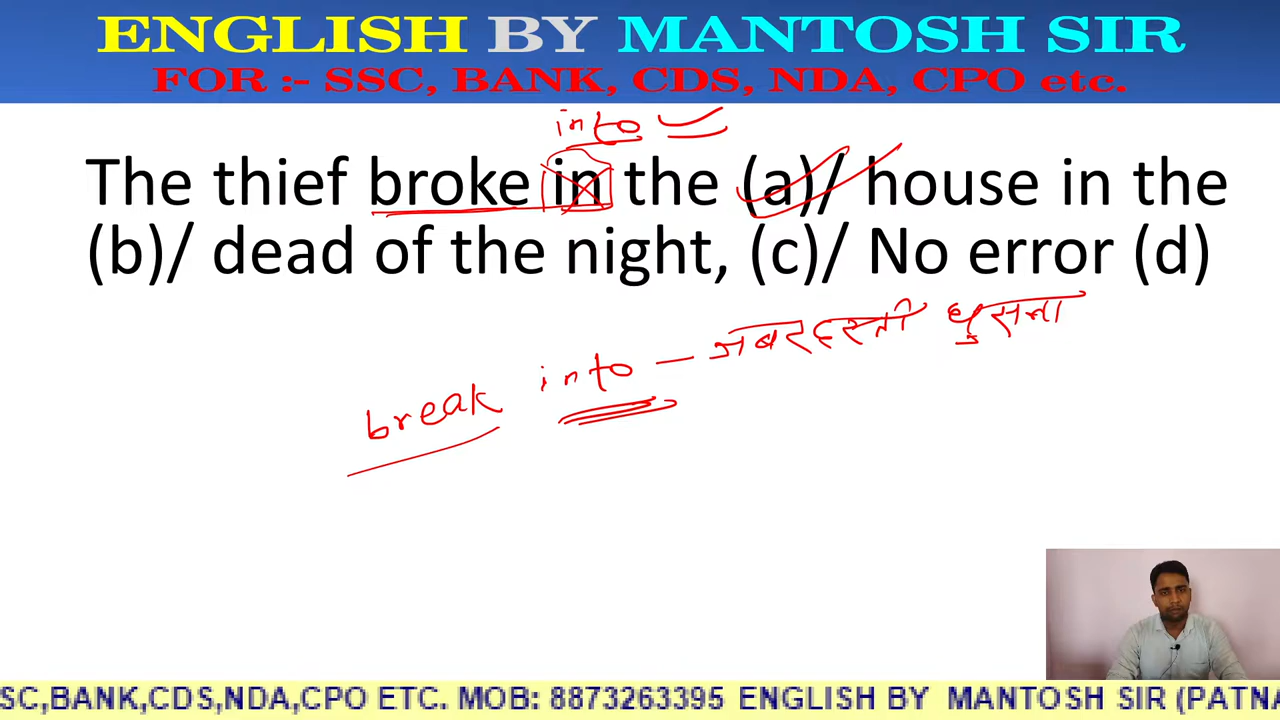 ENGLISH BY MANTOSH SIR
FOR :- SSC, BANK, CDS, NDA, CPO etc.
into
The thief broke in the (a)/ house in the
(b)/ dead of the night, (c)/ No error (d)
break into – जबरदस्ती घुसना
SC,BANK,CDS,NDA,CPO ETC. MOB: 8873263395 ENGLISH BY MANTOSH SIR (PATNA